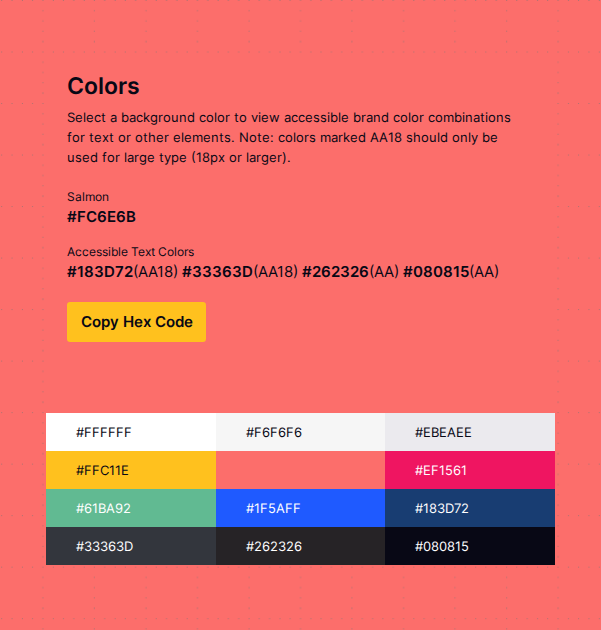 Colors
Select a background color to view accessible brand color combinations
for text or other elements. Note: colors marked AA18 should only be
used for large type (18px or larger).
Salmon
#FC6E6B
Accessible Text Colors
#183D72(AA18) #33363D(AA18) #262326(AA) #080815(AA)
Copy Hex Code
#FFFFFF #F6F6F6 #EBEAEE
#FFC11E #EF1561
#61BA92 #1F5AFF #183D72
#33363D #262326 #080815